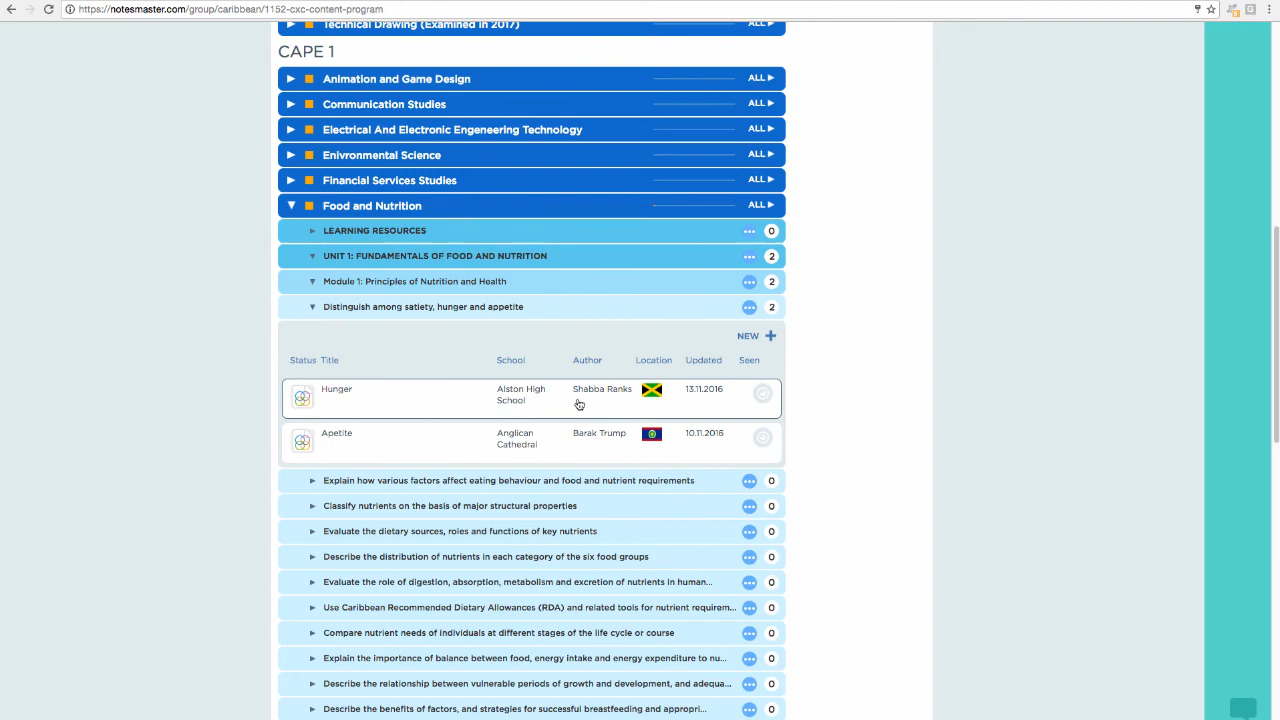 https://notesmaster.com/group/caribbean/1152-cxc-content-program
Technical Drawing (Examined in 2017) ALL
CAPE 1
Animation and Game Design ALL
Communication Studies ALL
Electrical And Electronic Engeneering Technology ALL
Enivronmental Science ALL
Financial Services Studies ALL
Food and Nutrition ALL
LEARNING RESOURCES 0
UNIT 1: FUNDAMENTALS OF FOOD AND NUTRITION 2
Module 1: Principles of Nutrition and Health 2
Distinguish among satiety, hunger and appetite 2
NEW +
Status Title School Author Location Updated Seen
Hunger Alston High School Shabba Ranks 13.11.2016
Apetite Anglican Cathedral Barak Trump 10.11.2016
Explain how various factors affect eating behaviour and food and nutrient requirements 0
Classify nutrients on the basis of major structural properties 0
Evaluate the dietary sources, roles and functions of key nutrients 0
Describe the distribution of nutrients in each category of the six food groups 0
Evaluate the role of digestion, absorption, metabolism and excretion of nutrients in human... 0
Use Caribbean Recommended Dietary Allowances (RDA) and related tools for nutrient requirem... 0
Compare nutrient needs of individuals at different stages of the life cycle or course 0
Explain the importance of balance between food, energy intake and energy expenditure to nu... 0
Describe the relationship between vulnerable periods of growth and development, and adequa... 0
Describe the benefits of factors, and strategies for successful breastfeeding and appropri... 0